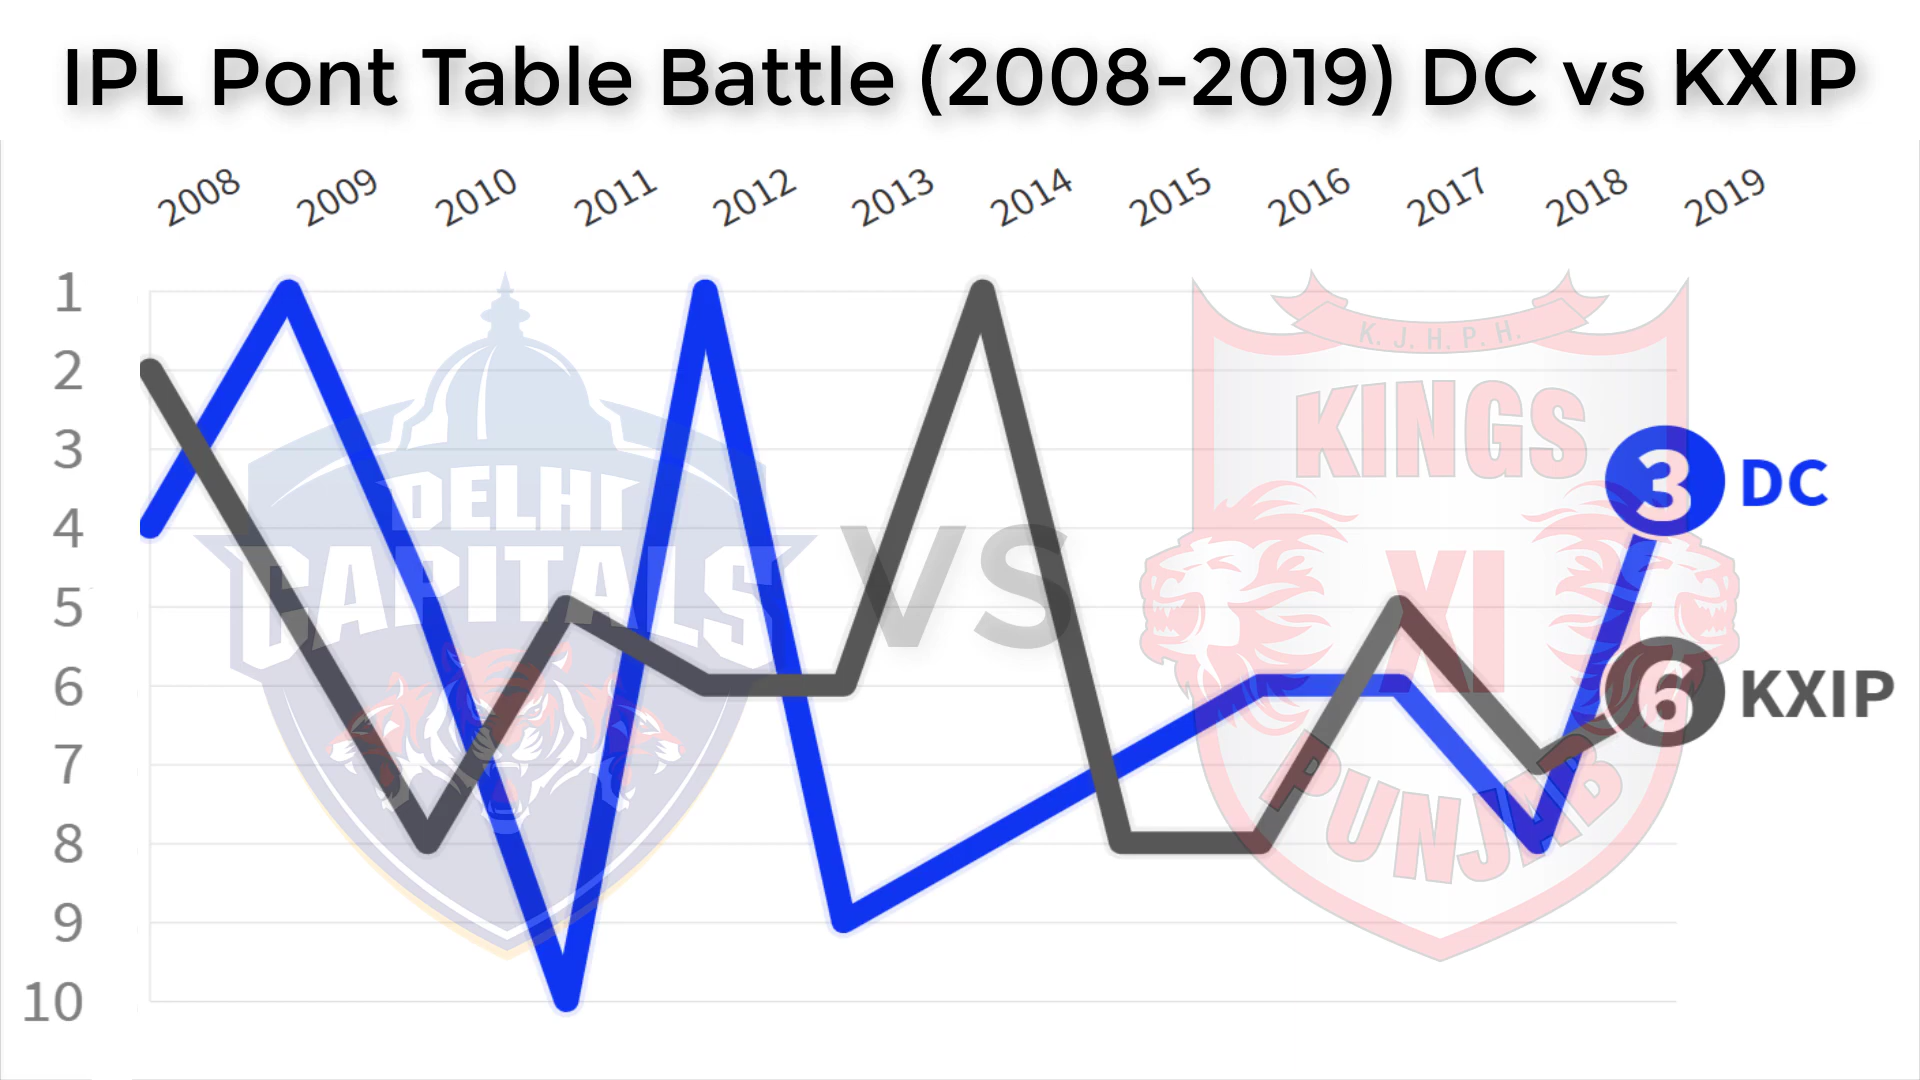 IPL Pont Table Battle (2008-2019) DC vs KXIP
2008 2009 2010 2011 2012 2013 2014 2015 2016 2017 2018 2019
1
2
3
4
5
6
7
8
9
10
DELHI
CAPITALS
VS
K. J. H. P. H.
KINGS
XI
PUNJAB
3 DC
6 KXIP